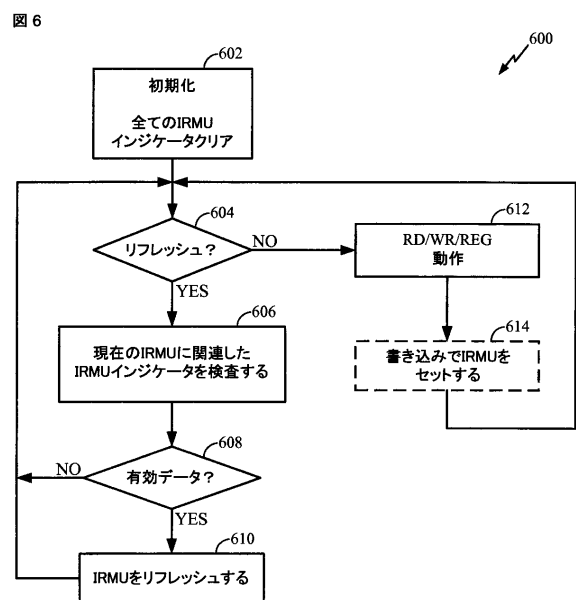 図6
600
602
初期化
全てのIRMU
インジケータクリア
604
リフレッシュ?
NO
YES
612
RD/WR/REG
動作
606
現在のIRMUに関連した
IRMUインジケータを検査する
614
書き込みでIRMUを
セットする
608
有効データ?
NO
YES
610
IRMUをリフレッシュする